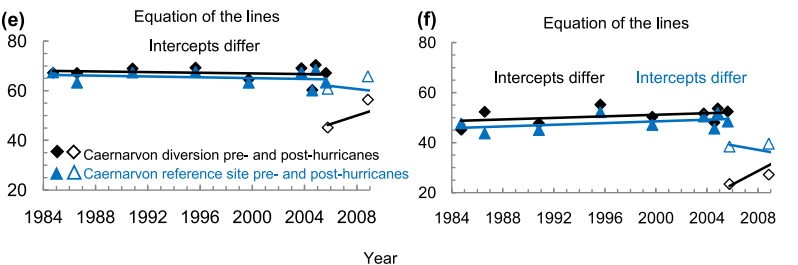 (e)
Equation of the lines
Intercepts differ
80
60
40
20
Caernarvon diversion pre- and post-hurricanes
Caernarvon reference site pre- and post-hurricanes
1984 1988 1992 1996 2000 2004 2008
(f)
Equation of the lines
Intercepts differ Intercepts differ
80
60
40
20
1984 1988 1992 1996 2000 2004 2008
Year